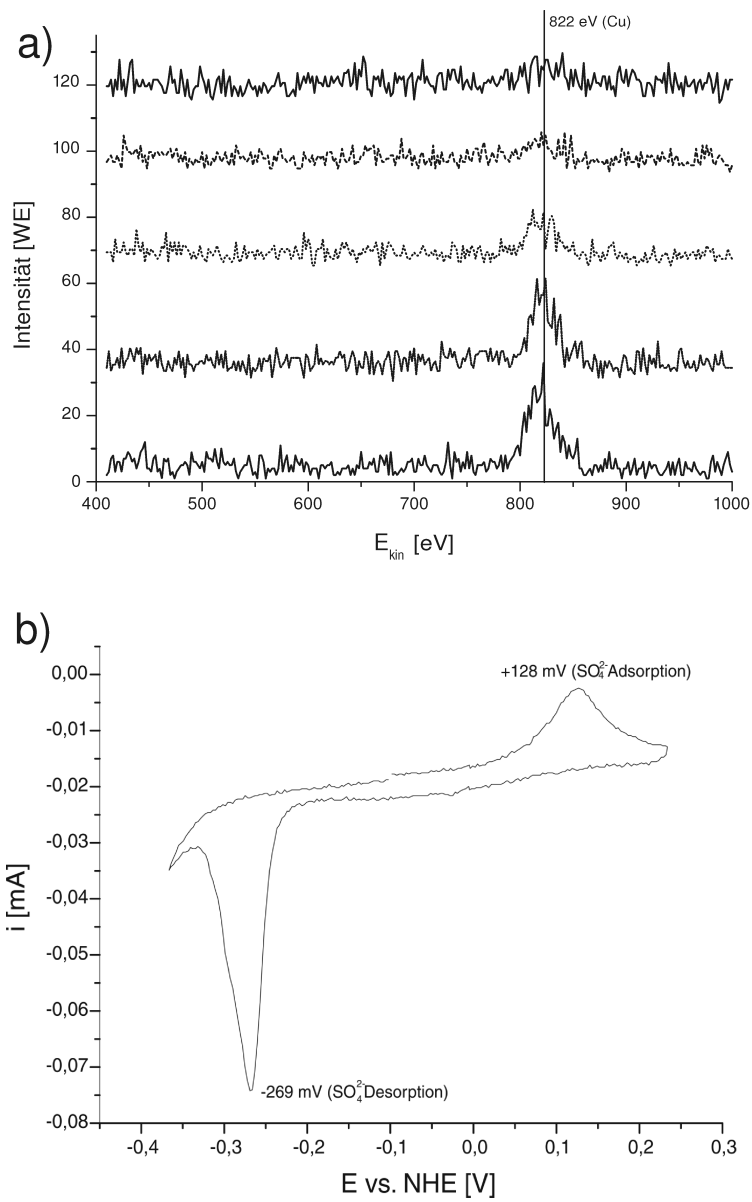 a)
822 eV (Cu)
120
100
80
60
40
20
0
Intensität [WE]
400 500 600 700 800 900 1000
E_kin [eV]
b)
+128 mV (SO₄²⁻Adsorption)
0,00
-0,01
-0,02
-0,03
-0,04
-0,05
-0,06
-0,07
-0,08
i [mA]
-269 mV (SO₄²⁻Desorption)
-0,4 -0,3 -0,2 -0,1 0,0 0,1 0,2 0,3
E vs. NHE [V]